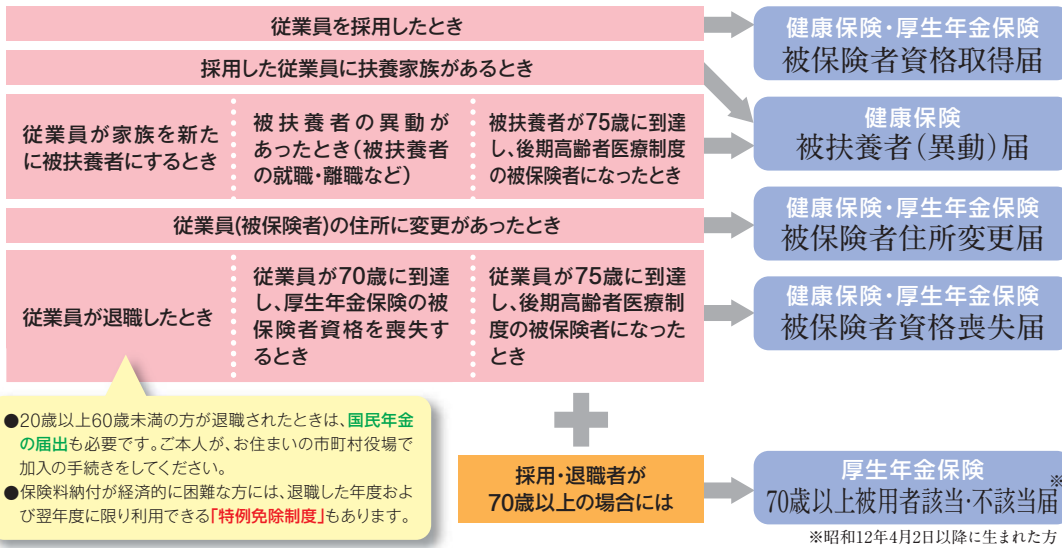 従業員を採用したとき
健康保険・厚生年金保険
被保険者資格取得届
採用した従業員に扶養家族があるとき
従業員が家族を新た
に被扶養者にするとき
被扶養者の異動が
あったとき(被扶養者
の就職・離職など)
被扶養者が75歳に到達
し、後期高齢者医療制度
の被保険者になったとき
健康保険
被扶養者(異動)届
従業員(被保険者)の住所に変更があったとき
健康保険・厚生年金保険
被保険者住所変更届
従業員が退職したとき
従業員が70歳に到達
し、厚生年金保険の被
保険者資格を喪失す
るとき
従業員が75歳に到達
し、後期高齢者医療制
度の被保険者になった
とき
健康保険・厚生年金保険
被保険者資格喪失届
●20歳以上60歳未満の方が退職されたときは、国民年金
の届出も必要です。ご本人が、お住まいの市町村役場で
加入の手続きをしてください。
●保険料納付が経済的に困難な方には、退職した年度およ
び翌年度に限り利用できる「特例免除制度」もあります。
採用・退職者が
70歳以上の場合には
厚生年金保険
70歳以上被用者該当・不該当届※
※昭和12年4月2日以降に生まれた方